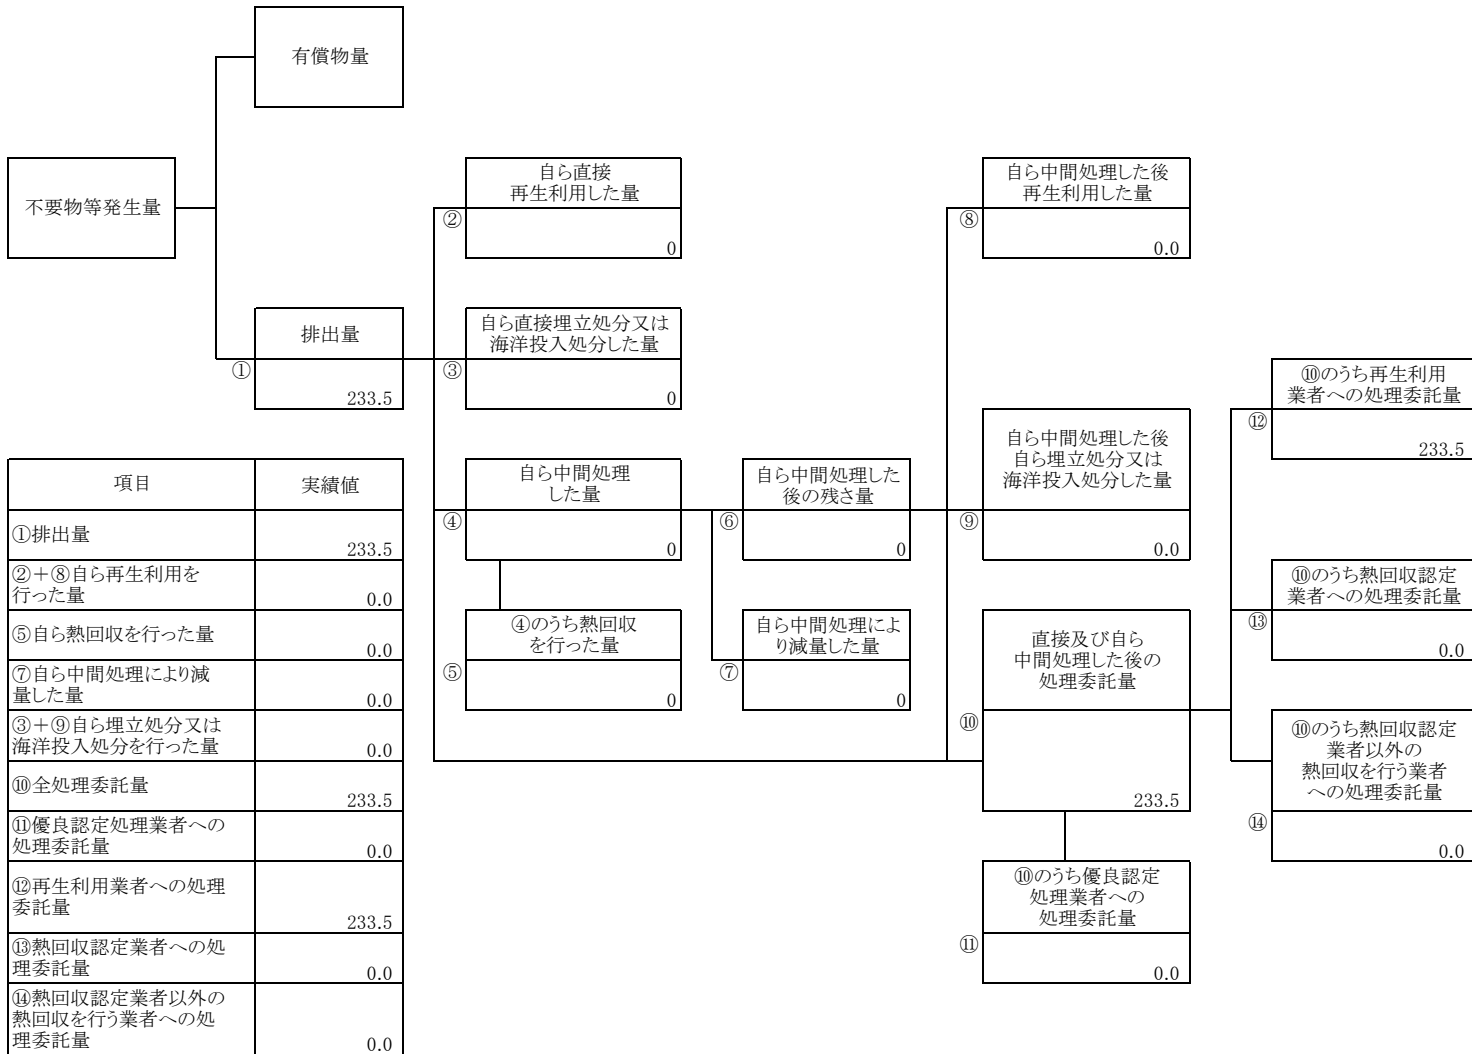 有償物量
不要物等発生量
排出量
①
233.5
自ら直接
再生利用した量
②
0
自ら直接埋立処分又は
海洋投入処分した量
③
0
自ら中間処理
した量
④
0
④のうち熱回収
を行った量
⑤
0
自ら中間処理した
後の残さ量
⑥
0
自ら中間処理によ
り減量した量
⑦
0
自ら中間処理した後
再生利用した量
⑧
0.0
自ら中間処理した後
自ら埋立処分又は
海洋投入処分した量
⑨
0.0
直接及び自ら
中間処理した後の
処理委託量
⑩
233.5
⑩のうち優良認定
処理業者への
処理委託量
⑪
0.0
⑩のうち再生利用
業者への処理委託量
⑫
233.5
⑩のうち熱回収認定
業者への処理委託量
⑬
0.0
⑩のうち熱回収認定
業者以外の
熱回収を行う業者
への処理委託量
⑭
0.0
項目 実績値
①排出量
233.5
②+⑧自ら再生利用を
行った量
0.0
⑤自ら熱回収を行った量
0.0
⑦自ら中間処理により減
量した量
0.0
③+⑨自ら埋立処分又は
海洋投入処分を行った量
0.0
⑩全処理委託量
233.5
⑪優良認定処理業者への
処理委託量
0.0
⑫再生利用業者への処理
委託量
233.5
⑬熱回収認定業者への処
理委託量
0.0
⑭熱回収認定業者以外の
熱回収を行う業者への処
理委託量
0.0